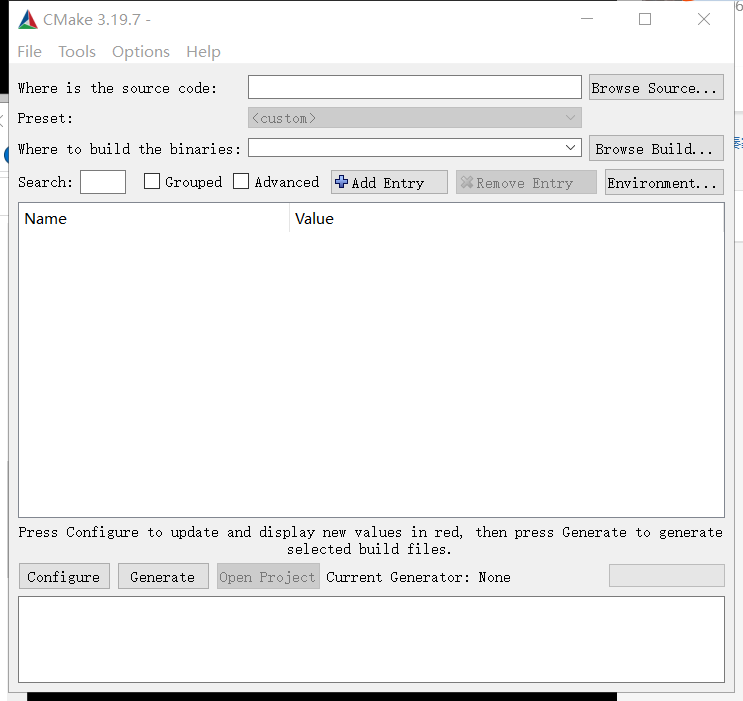 CMake 3.19.7 -
File Tools Options Help
Where is the source code: Browse Source...
Preset: <custom>
Where to build the binaries: Browse Build...
Search: Grouped Advanced Add Entry Remove Entry Environment...
Name Value
Press Configure to update and display new values in red, then press Generate to generate
selected build files.
Configure Generate Open Project Current Generator: None